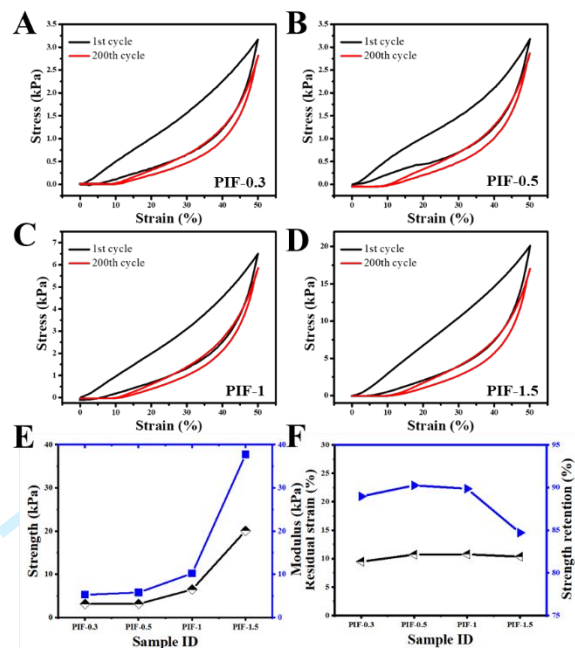 A
B
3.5
3.0
2.5
2.0
1.5
1.0
0.5
0.0
Stress (kPa)
1st cycle
200th cycle
PIF-0.3
0 10 20 30 40 50
Strain (%)
3.5
3.0
2.5
2.0
1.5
1.0
0.5
0.0
Stress (kPa)
1st cycle
200th cycle
PIF-0.5
0 10 20 30 40 50
Strain (%)
C
D
7
6
5
4
3
2
1
0
Stress (kPa)
1st cycle
200th cycle
PIF-1
0 10 20 30 40 50
Strain (%)
20
15
10
5
0
Stress (kPa)
1st cycle
200th cycle
PIF-1.5
0 10 20 30 40 50
Strain (%)
E
F
40
30
20
10
0
Strength (kPa)
40
30
20
10
0
Modulus (kPa)
PIF-0.3 PIF-0.5 PIF-1 PIF-1.5
Sample ID
30
25
20
15
10
5
0
Residual strain (%)
95
90
85
80
75
Strength retention (%)
PIF-0.3 PIF-0.5 PIF-1 PIF-1.5
Sample ID